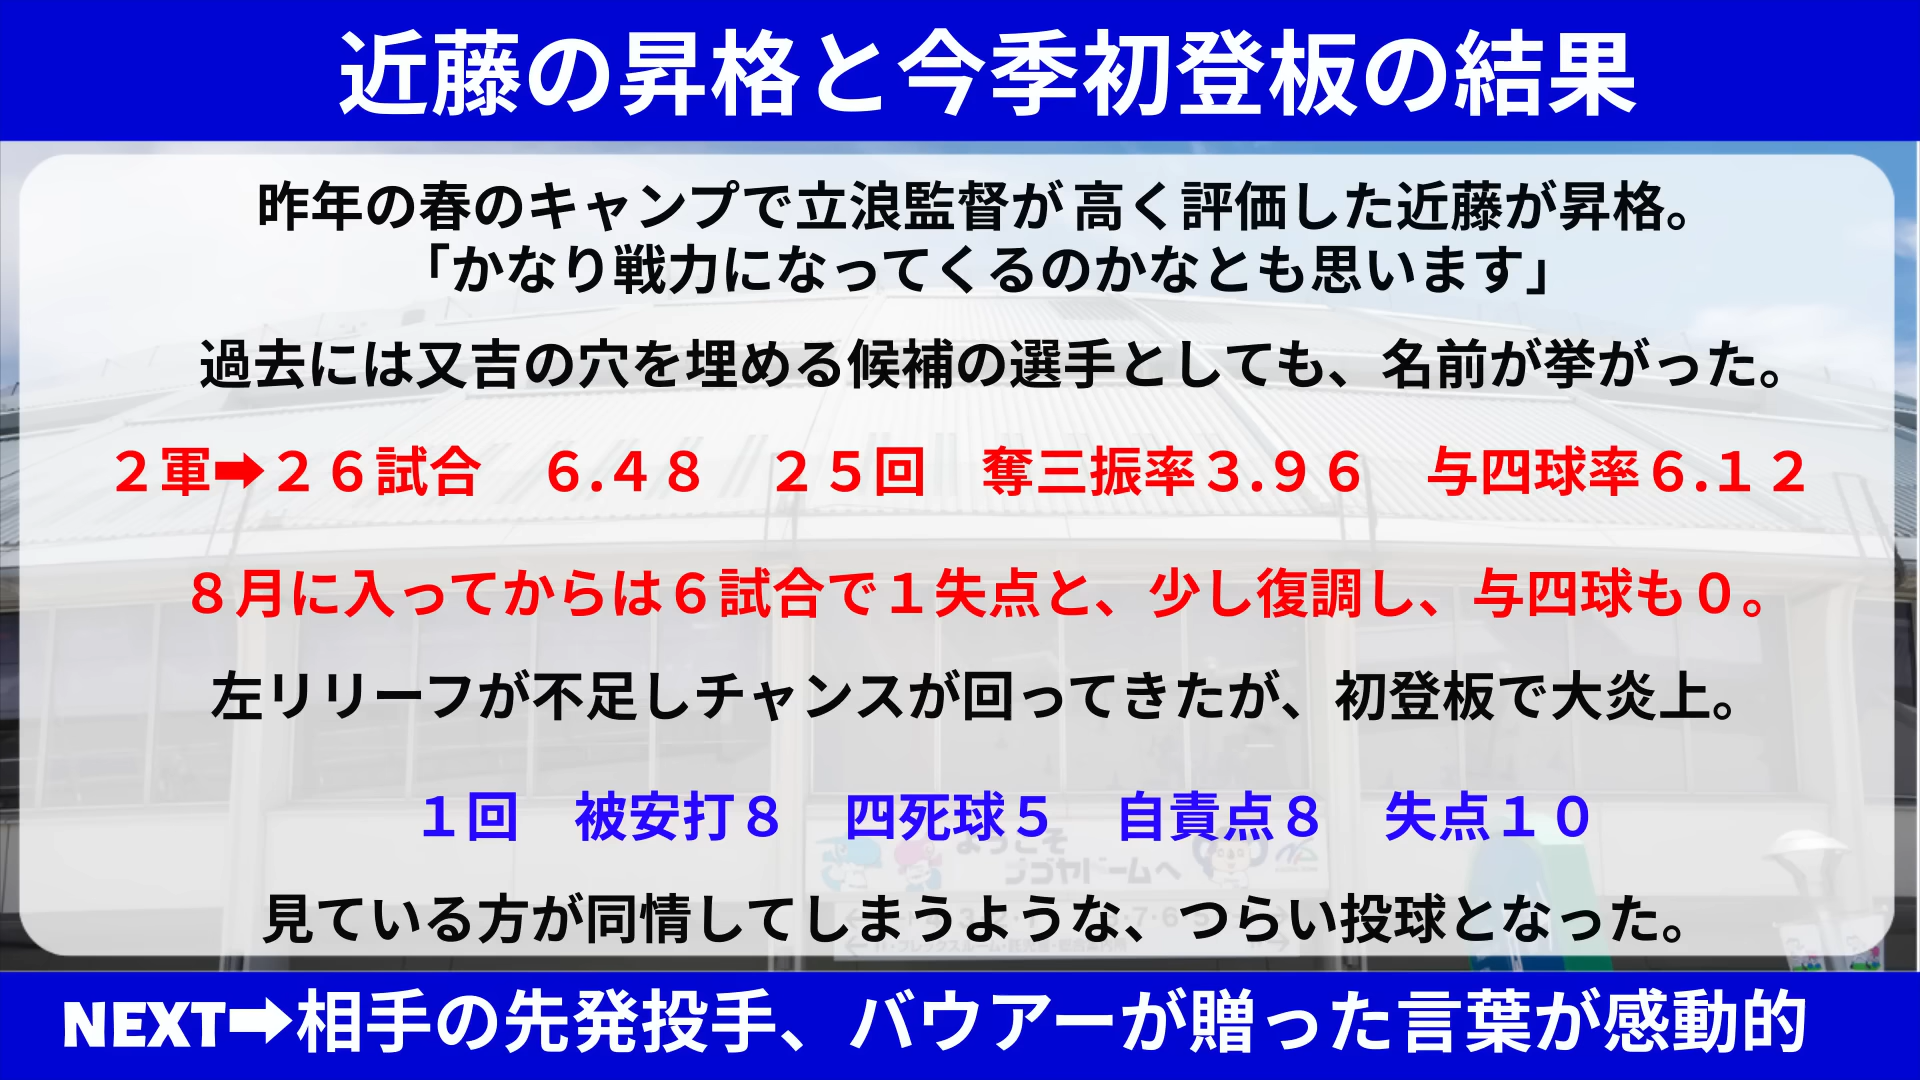 近藤の昇格と今季初登板の結果
昨年の春のキャンプで立浪監督が高く評価した近藤が昇格。
「かなり戦力になってくるのかなとも思います」
過去には又吉の穴を埋める候補の選手としても、名前が挙がった。
２軍➡２６試合　６.４８　２５回　奪三振率３.９６　与四球率６.１２
８月に入ってからは６試合で１失点と、少し復調し、与四球も０。
左リリーフが不足しチャンスが回ってきたが、初登板で大炎上。
１回　被安打８　四死球５　自責点８　失点１０
ようこそ
ナゴヤドームへ
見ている方が同情してしまうような、つらい投球となった。
NEXT➡相手の先発投手、バウアーが贈った言葉が感動的